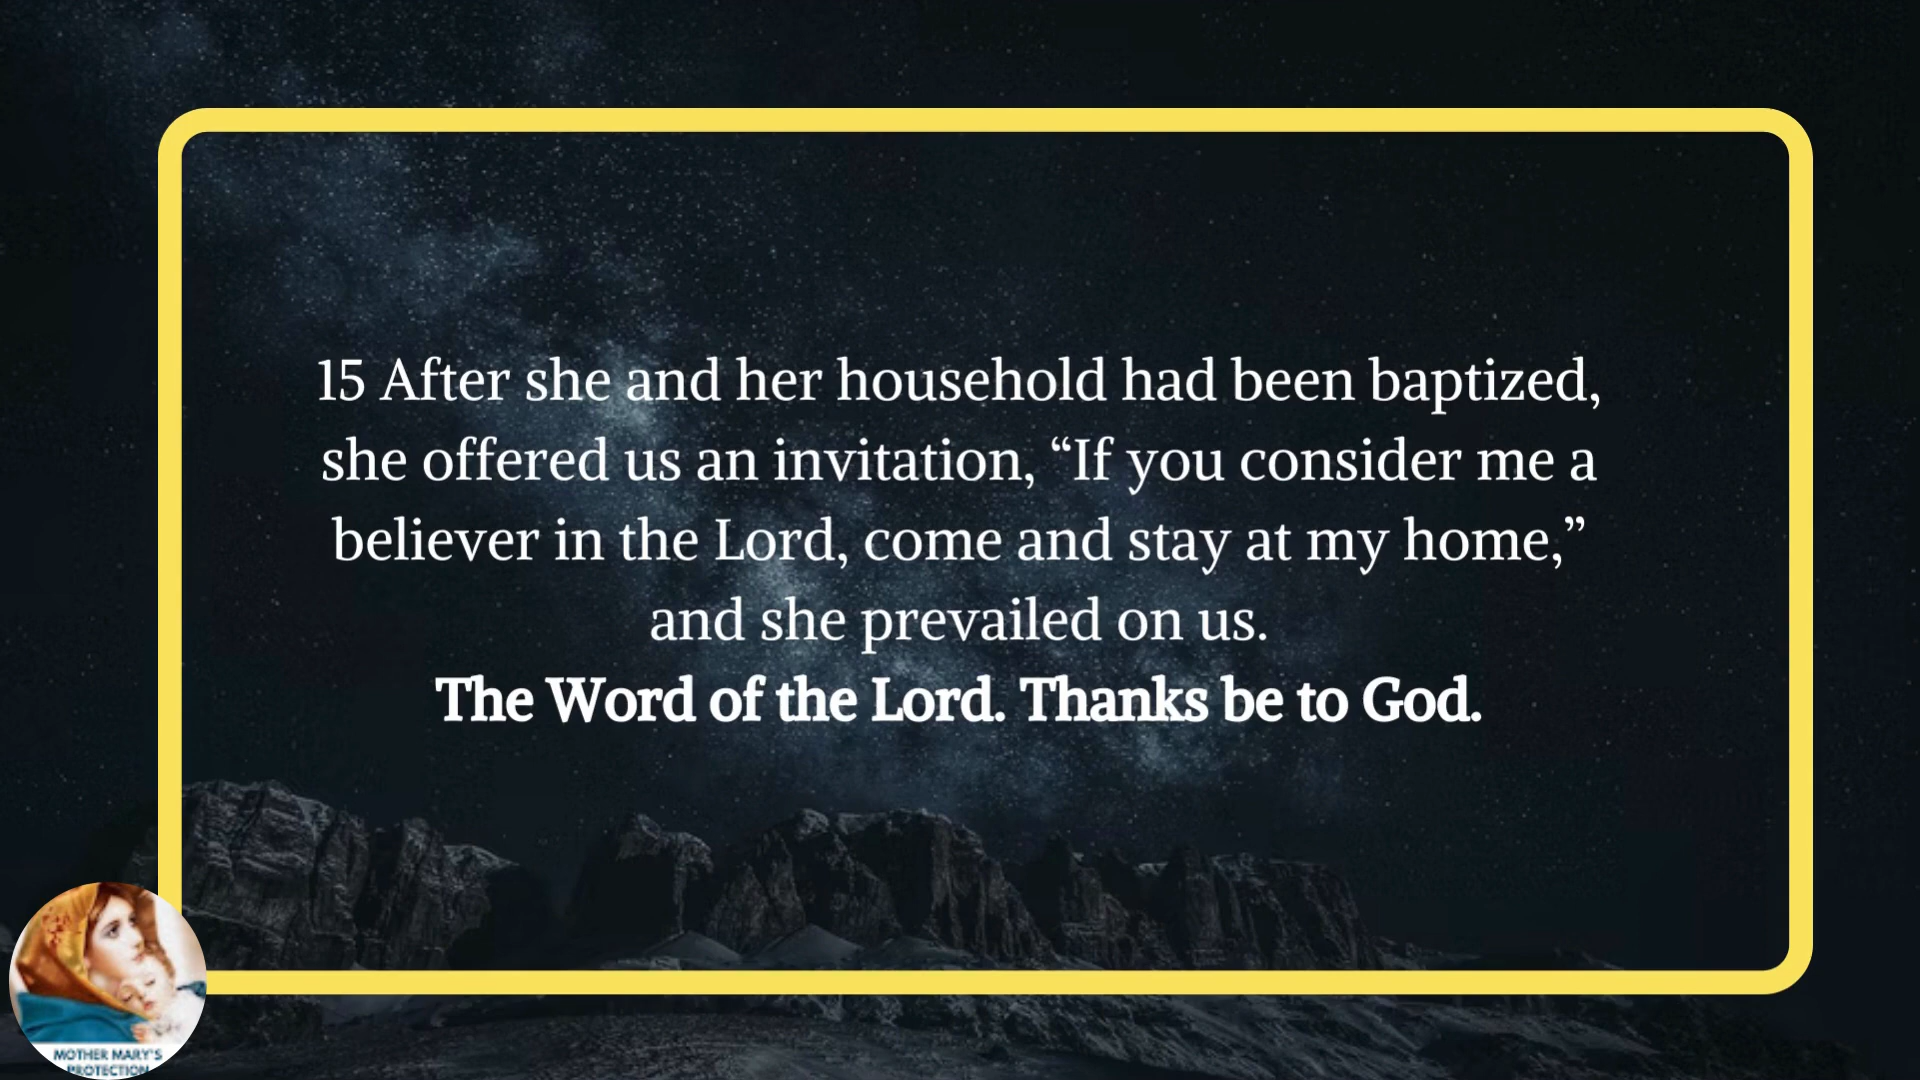 15 After she and her household had been baptized,
she offered us an invitation, “If you consider me a
believer in the Lord, come and stay at my home,”
and she prevailed on us.
The Word of the Lord. Thanks be to God.
MOTHER MARY'S
PROTECTION